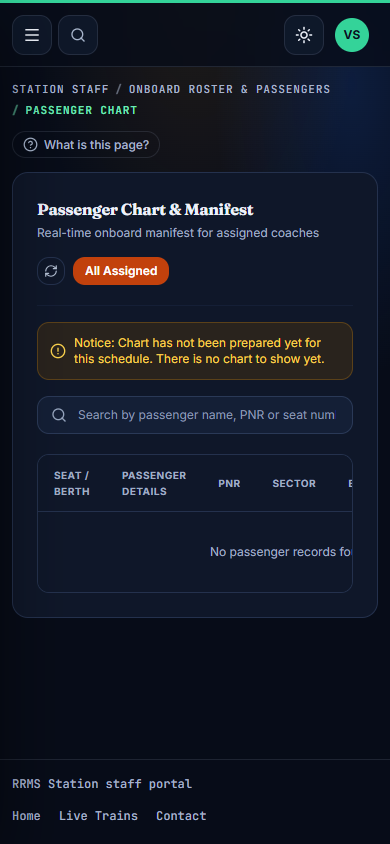 VS
STATION STAFF / ONBOARD ROSTER & PASSENGERS
/ PASSENGER CHART
What is this page?
Passenger Chart & Manifest
Real-time onboard manifest for assigned coaches
All Assigned
Notice: Chart has not been prepared yet for
this schedule. There is no chart to show yet.
Search by passenger name, PNR or seat num
SEAT / BERTH PASSENGER DETAILS PNR SECTOR
No passenger records
RRMS Station staff portal
Home Live Trains Contact